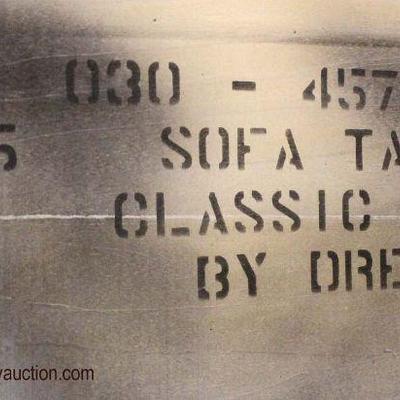 030 - 457
5 SOFA TA
CLASSIC
BY DRE
vauction.com